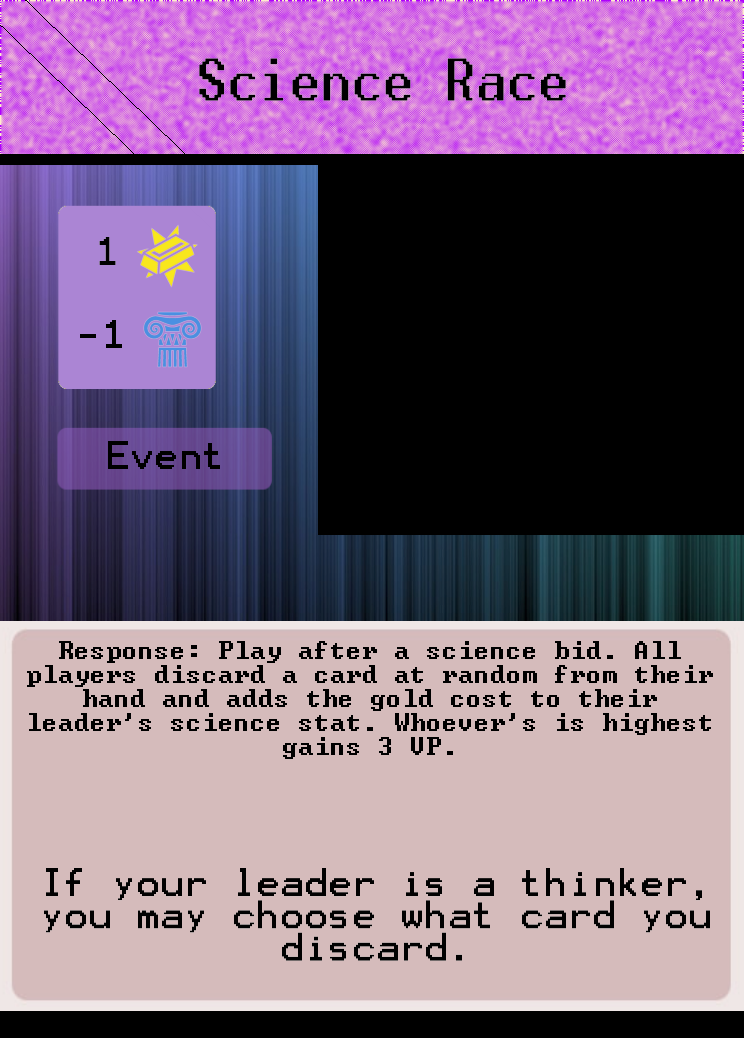 Science Race
1
-1
Event
Response: Play after a science bid. All
players discard a card at random from their
hand and adds the gold cost to their
leader's science stat. Whoever's is highest
gains 3 VP.
If your leader is a thinker,
you may choose what card you
discard.